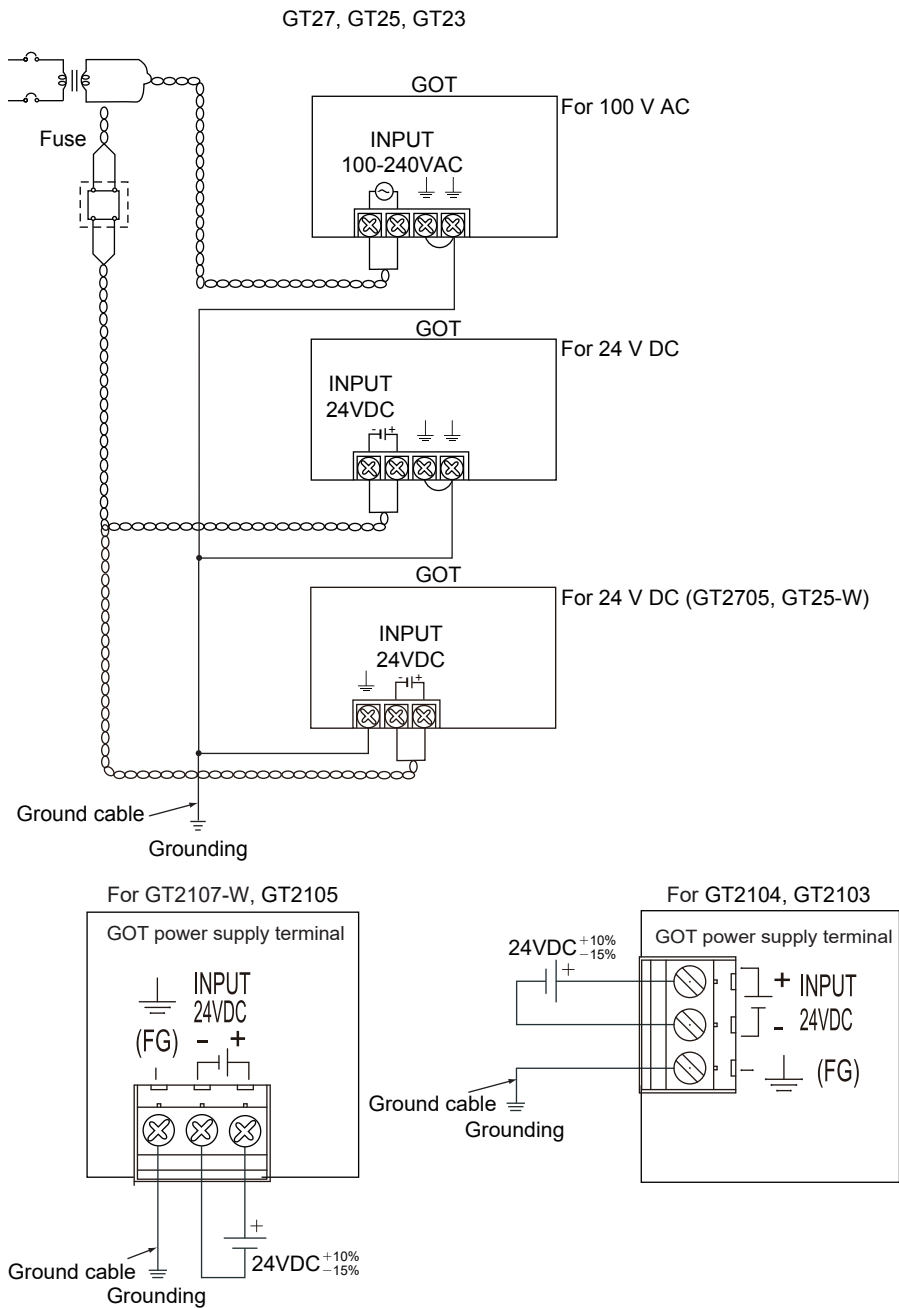 GT27, GT25, GT23
GOT
For 100 V AC
Fuse
INPUT
100-240VAC
GOT
For 24 V DC
INPUT
24VDC
- +
GOT
For 24 V DC (GT2705, GT25-W)
INPUT
24VDC
- +
Ground cable
Grounding
For GT2107-W, GT2105
GOT power supply terminal
INPUT
24VDC
(FG) - +
+
24VDC +10% -15%
Ground cable
Grounding
For GT2104, GT2103
GOT power supply terminal
24VDC +10% -15%
+
+ INPUT
- 24VDC
(FG)
Ground cable
Grounding